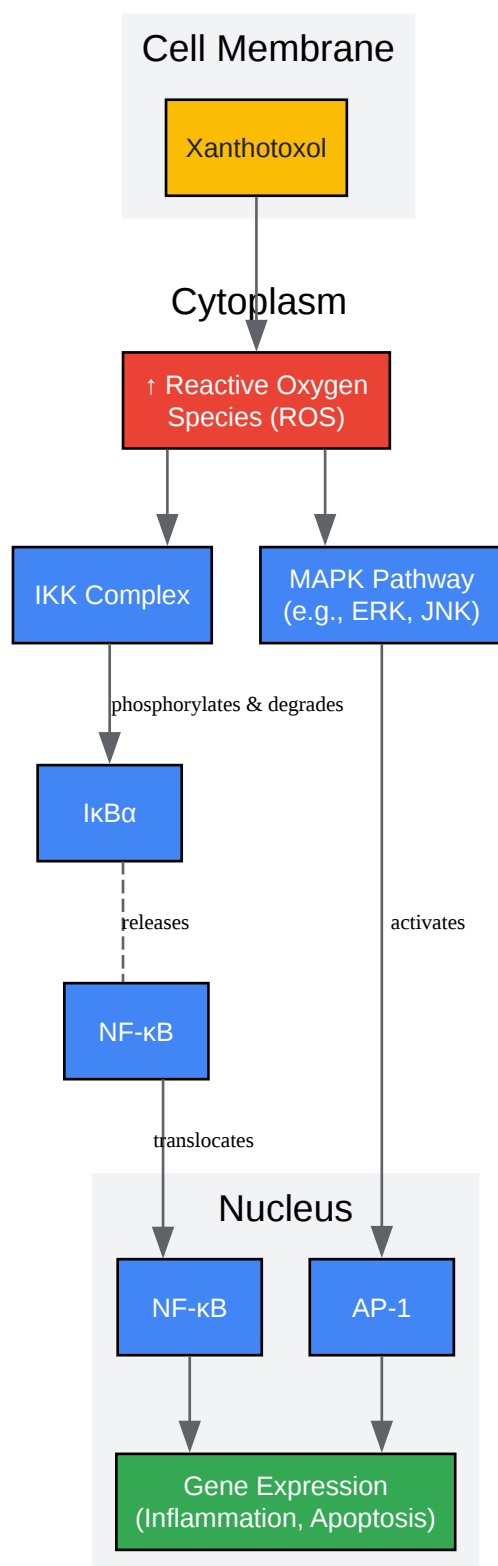 Cell Membrane
Xanthotoxol
Cytoplasm
↑ Reactive Oxygen
Species (ROS)
IKK Complex
MAPK Pathway
(e.g., ERK, JNK)
phosphorylates & degrades
IκBα
releases
activates
NF-κB
translocates
Nucleus
NF-κB
AP-1
Gene Expression
(Inflammation, Apoptosis)